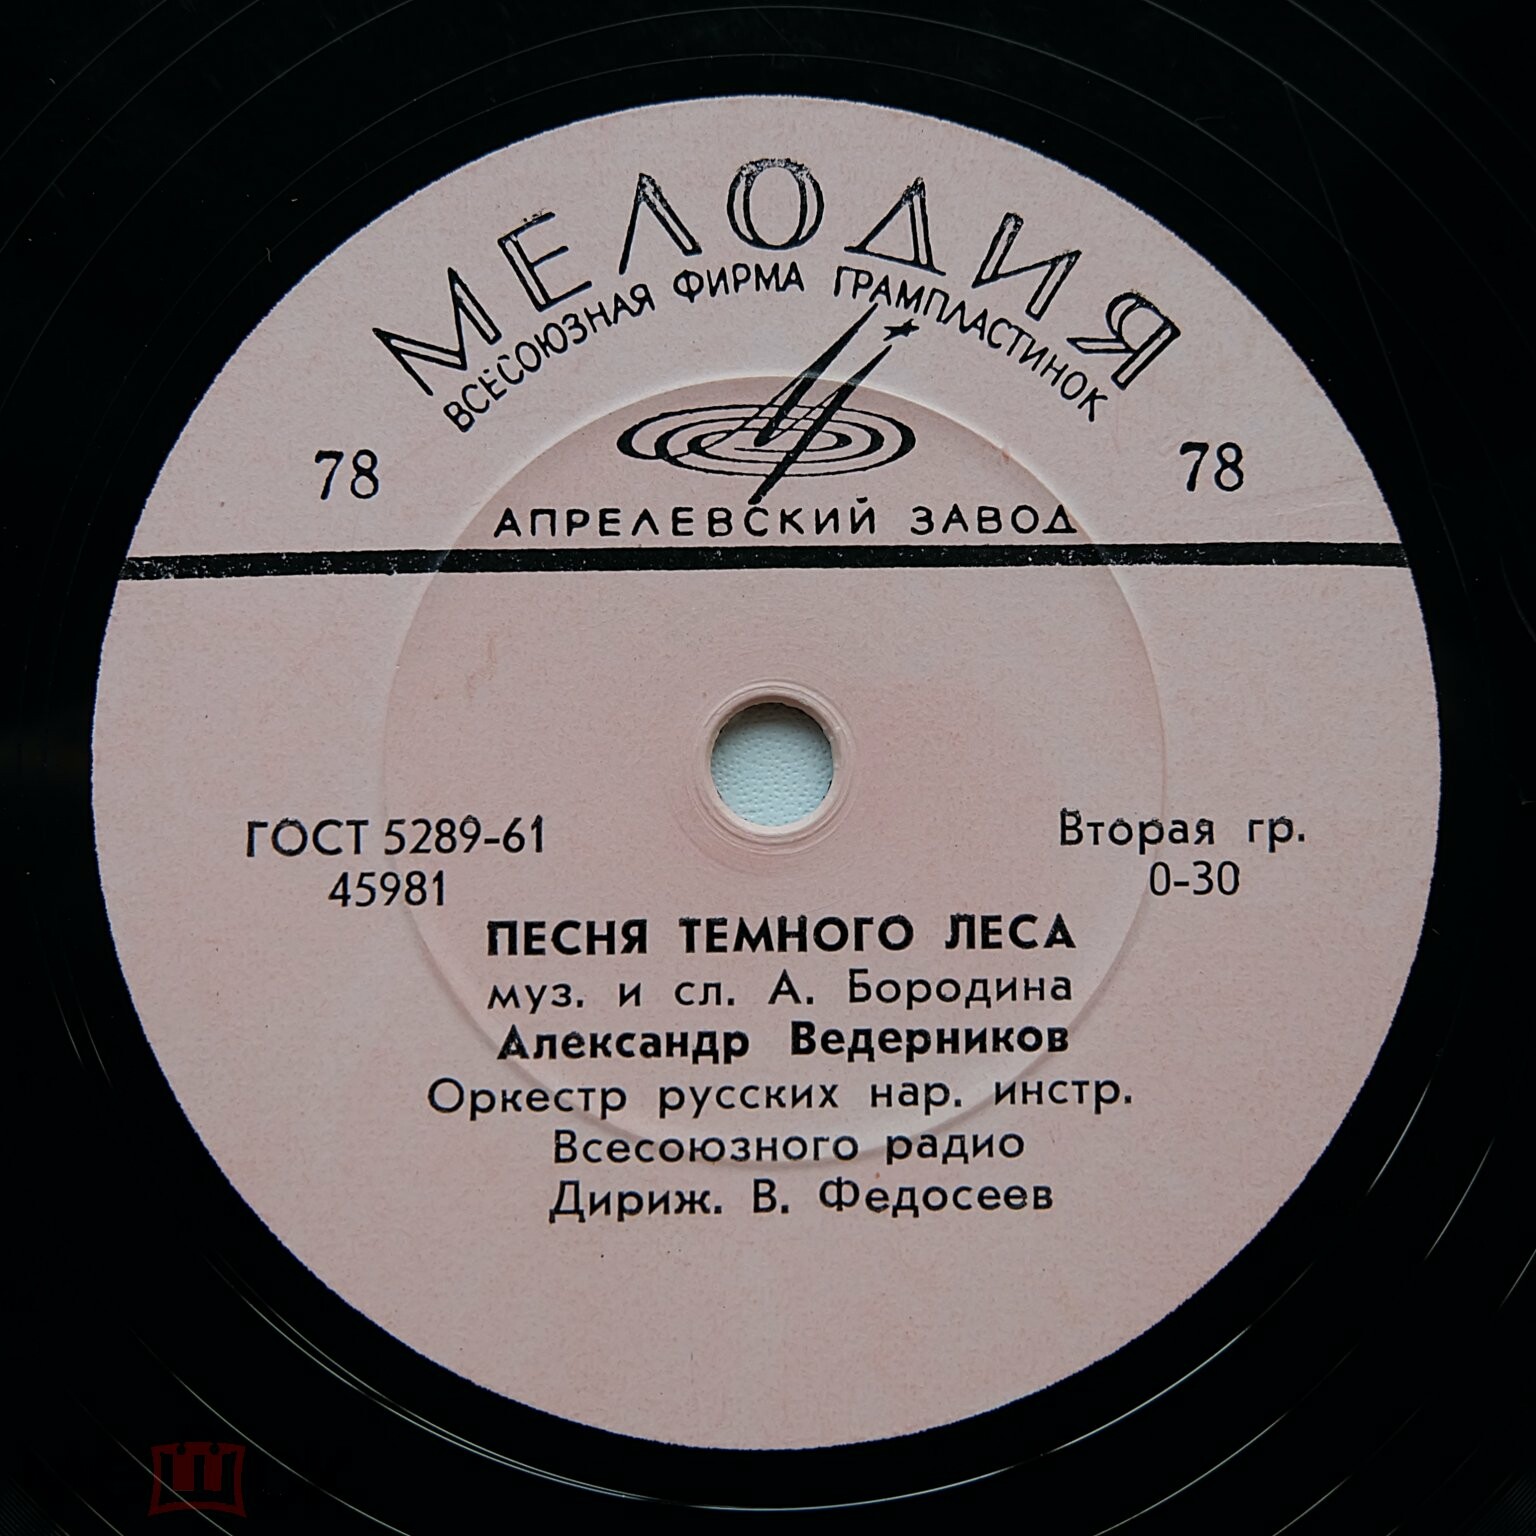 МЕЛОДИЯ
ВСЕСОЮЗНАЯ ФИРМА ГРАМПЛАСТИНОК
78 78
АПРЕЛЕВСКИЙ ЗАВОД
ГОСТ 5289-61 Вторая гр.
45981 0-30
ПЕСНЯ ТЕМНОГО ЛЕСА
муз. и сл. А. Бородина
Александр Ведерников
Оркестр русских нар. инстр.
Всесоюзного радио
Дириж. В. Федосеев